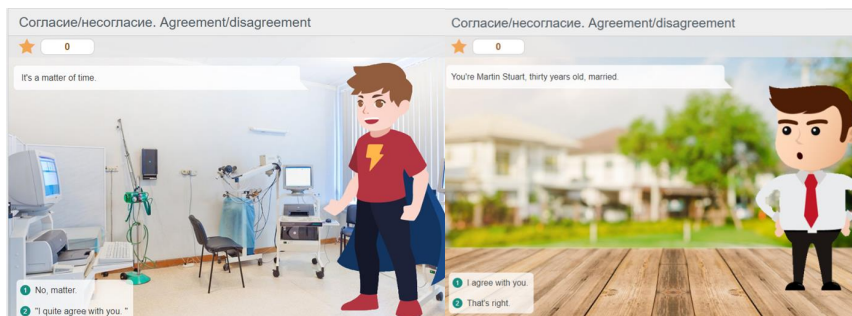 Согласие/несогласие. Agreement/disagreement
0
It's a matter of time.
1 No, matter.
2 "I quite agree with you. "
Согласие/несогласие. Agreement/disagreement
0
You're Martin Stuart, thirty years old, married.
1 I agree with you.
2 That's right.